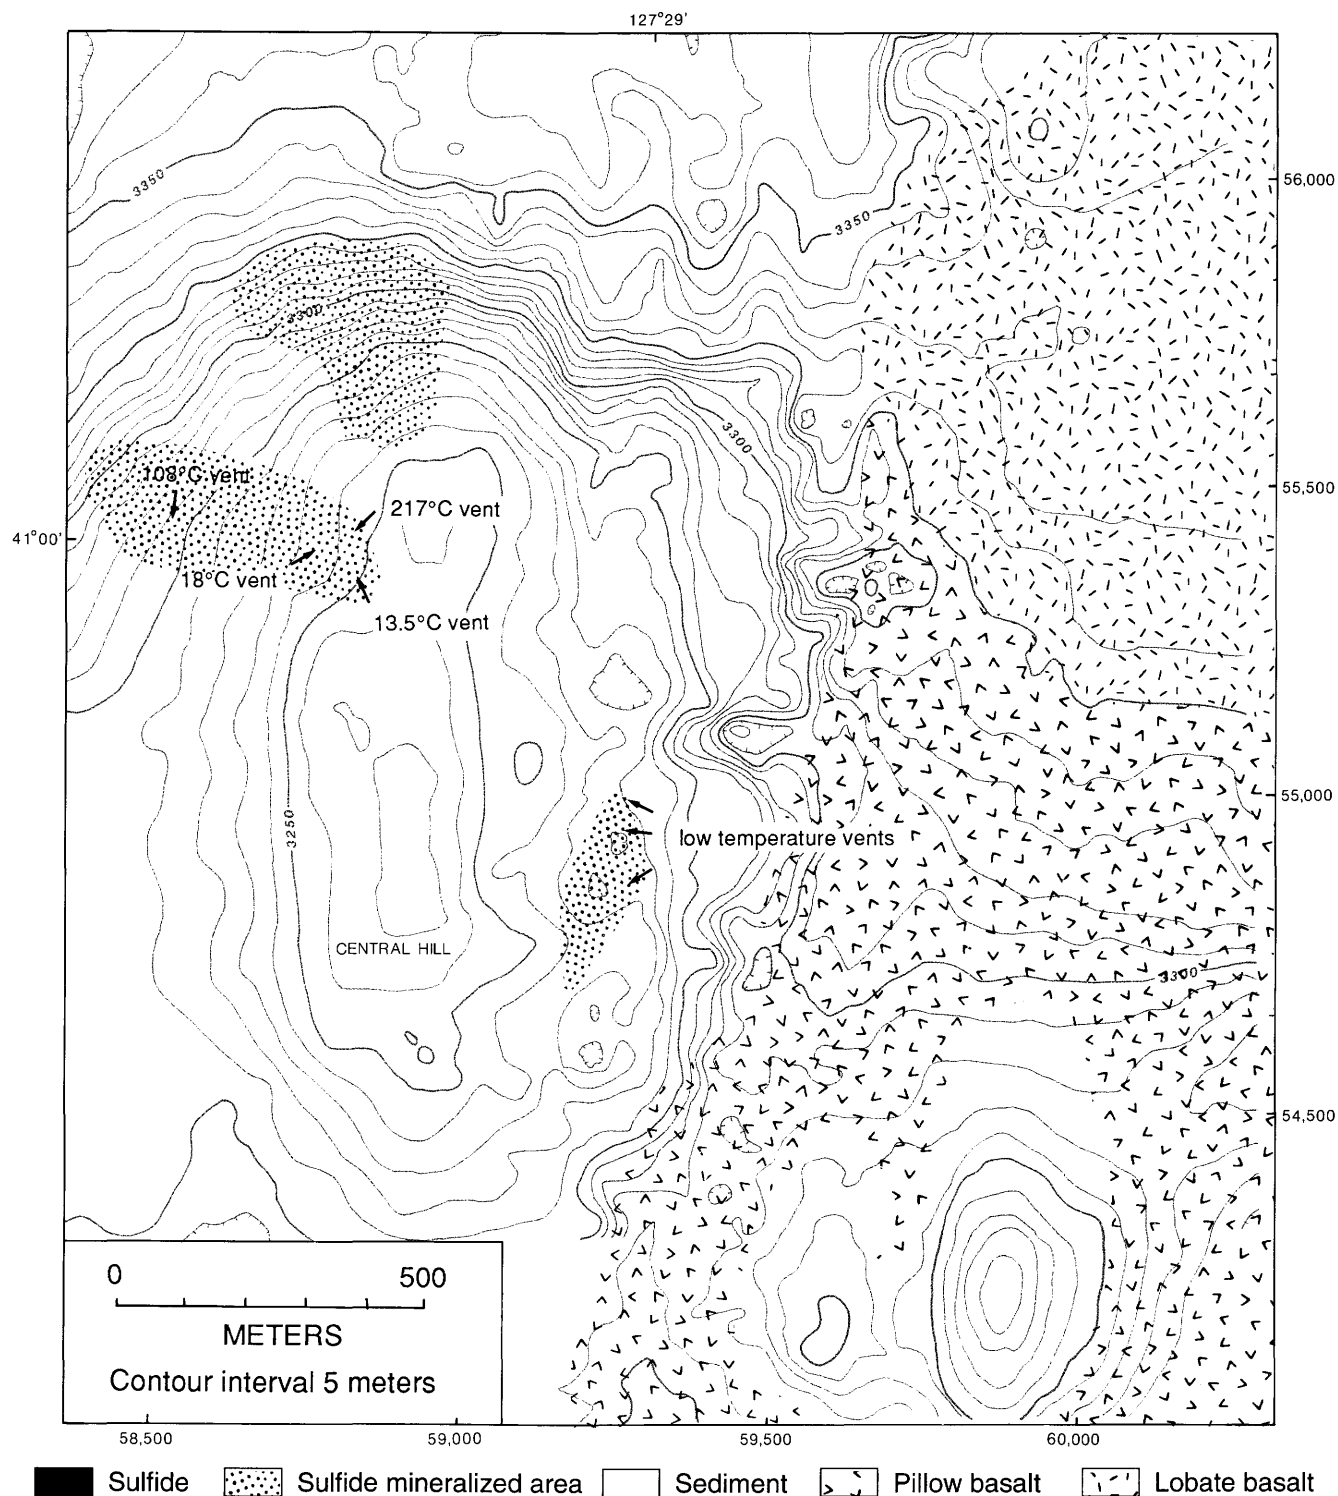 127°29'
3350
56,000
3350
3300
3300
108°C vent
55,500
217°C vent
41°00'
18°C vent
13.5°C vent
55,000
3250
low temperature vents
CENTRAL HILL
3300
54,500
0 500
METERS
Contour interval 5 meters
58,500 59,000 59,500 60,000
Sulfide Sulfide mineralized area Sediment Pillow basalt Lobate basalt